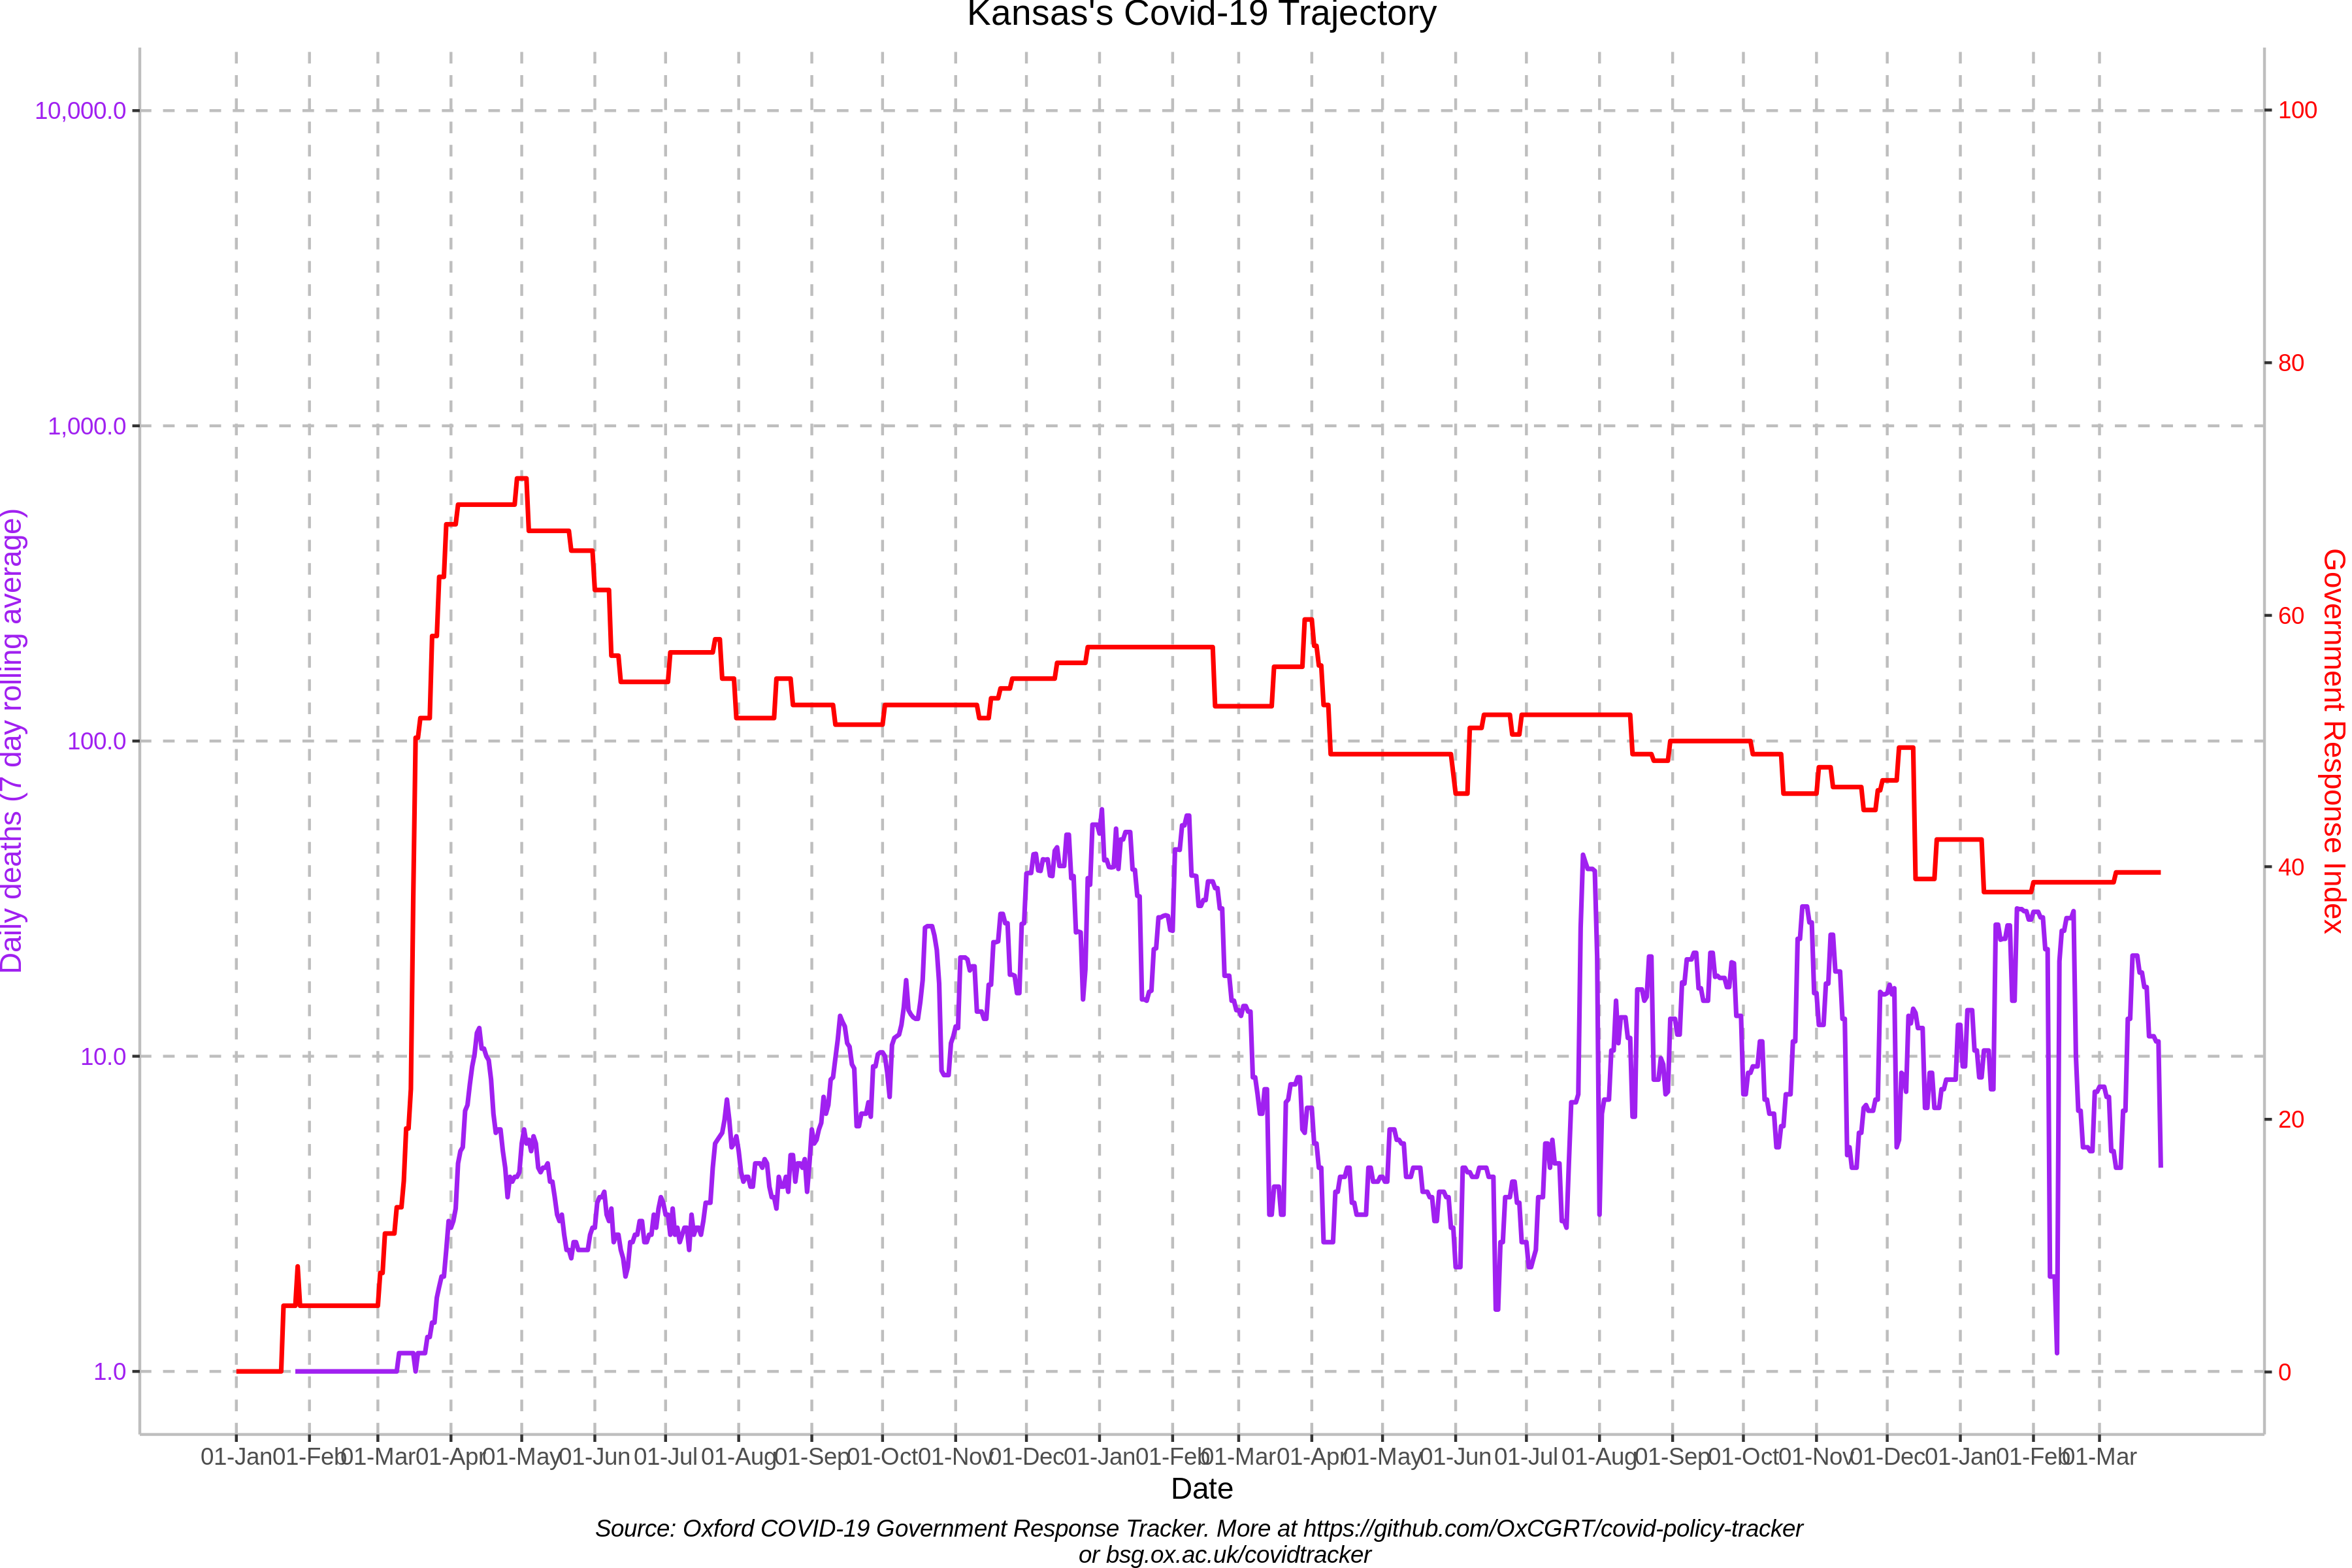 Kansas's Covid-19 Trajectory
10,000.0
1,000.0
100.0
10.0
1.0
Daily deaths (7 day rolling average)
100
80
60
40
20
0
Government Response Index
01-Jan 01-Feb 01-Mar 01-Apr 01-May 01-Jun 01-Jul 01-Aug 01-Sep 01-Oct 01-Nov 01-Dec 01-Jan 01-Feb 01-Mar 01-Apr 01-May 01-Jun 01-Jul 01-Aug 01-Sep 01-Oct 01-Nov 01-Dec 01-Jan 01-Feb 01-Mar
Date
Source: Oxford COVID-19 Government Response Tracker. More at https://github.com/OxCGRT/covid-policy-tracker
or bsg.ox.ac.uk/covidtracker